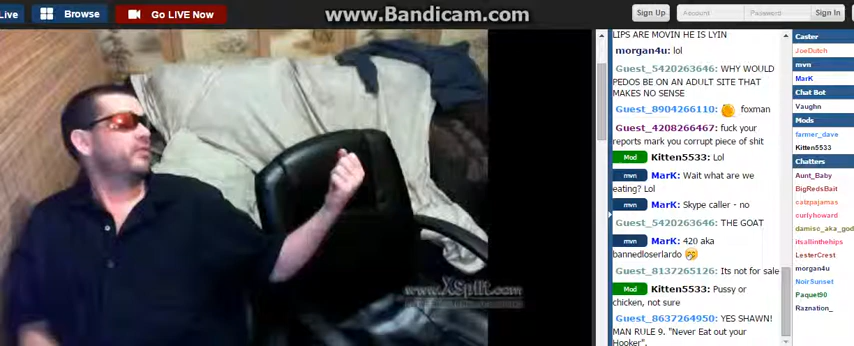 www.Bandicam.com
Live
Browse
Go LIVE Now
Sign Up
Account
Password
Sign In
www.XSplit.com
LIPS ARE MOVIN HE IS LYIN
morgan4u: lol
Guest_5420263646: WHY WOULD
PEDOS BE ON AN ADULT SITE THAT
MAKES NO SENSE
Guest_8904266110: foxman
Guest_4208266467: fuck your
reports mark you corrupt piece of shit
Mod Kitten5533: Lol
mvn MarK: Wait what are we
eating? Lol
mvn MarK: Skype caller - no
Guest_5420263646: THE GOAT
mvn MarK: 420 aka
bannedloserlardo
Guest_8137265126: Its not for sale
Mod Kitten5533: Pussy or
chicken, not sure
Guest_8637264950: YES SHAWN!
MAN RULE 9. "Never Eat out your
Hooker".
Caster
JoeDutch
mvn
MarK
Chat Bot
Vaughn
Mods
farmer_dave
Kitten5533
Chatters
Aunt_Baby
BigRedsBait
catzpajamas
curlyhoward
damisc_aka_god
itsallinthehips
LesterCrest
morgan4u
NoirSunset
Paquet90
Raznation_